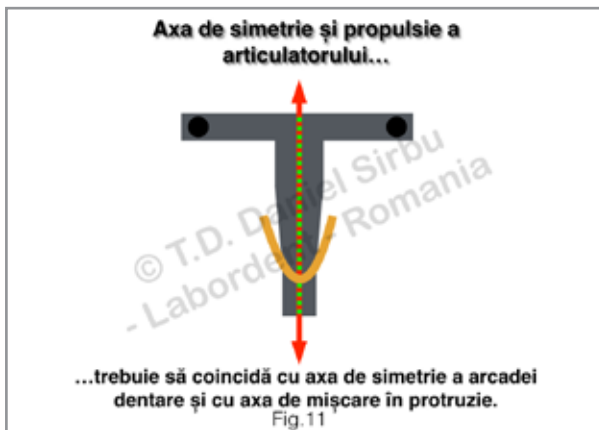 Axa de simetrie și propulsie a
articulatorului...
© T.D. Daniel Sirbu
- Labordent - Romania
...trebuie să coincidă cu axa de simetrie a arcadei
dentare și cu axa de mișcare în protruzie.
Fig.11